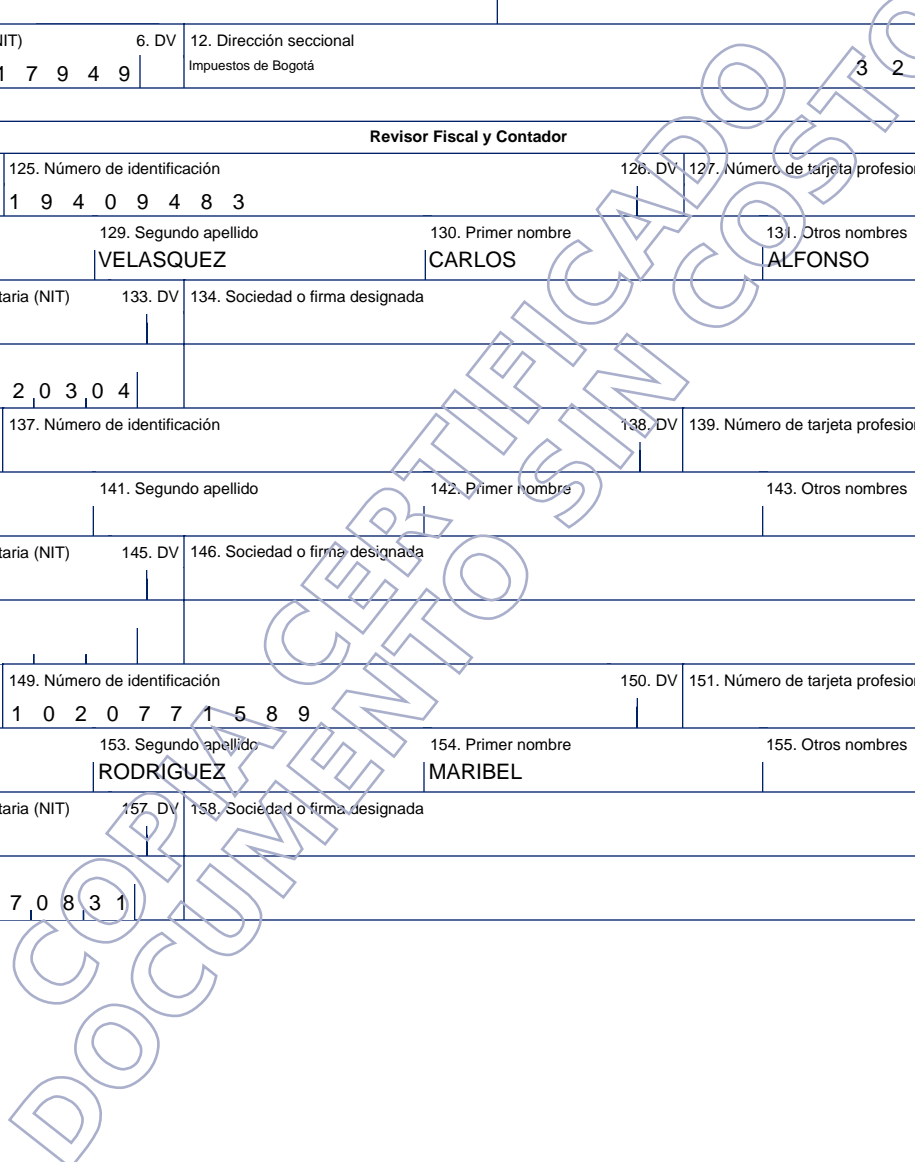 NIT) 6. DV 12. Dirección seccional
1 7 9 4 9 Impuestos de Bogotá 3 2
Revisor Fiscal y Contador
125. Número de identificación 126. DV 127. Número de tarjeta profesion
1 9 4 0 9 4 8 3
129. Segundo apellido 130. Primer nombre 131. Otros nombres
VELASQUEZ CARLOS ALFONSO
taria (NIT) 133. DV 134. Sociedad o firma designada
2 0 3 0 4
137. Número de identificación 138. DV 139. Número de tarjeta profesion
141. Segundo apellido 142. Primer nombre 143. Otros nombres
taria (NIT) 145. DV 146. Sociedad o firma designada
149. Número de identificación 150. DV 151. Número de tarjeta profesion
1 0 2 0 7 7 1 5 8 9
153. Segundo apellido 154. Primer nombre 155. Otros nombres
RODRIGUEZ MARIBEL
taria (NIT) 157. DV 158. Sociedad o firma designada
7 0 8 3 1
COPIA CERTIFICADO
DOCUMENTO SIN COSTO